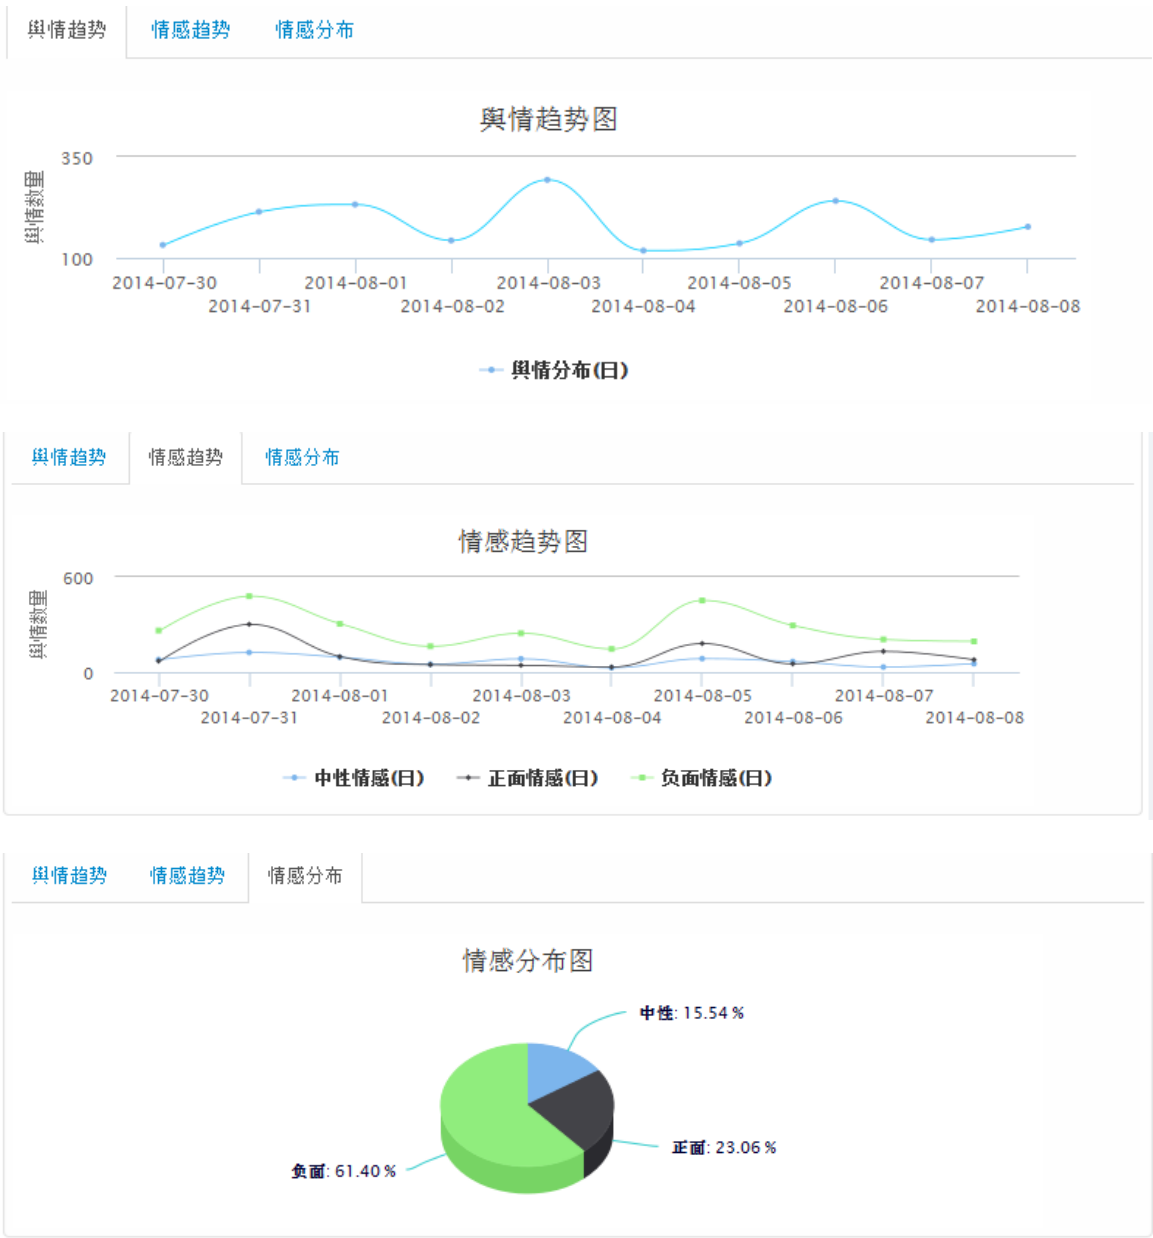 舆情趋势 情感趋势 情感分布
舆情趋势图
舆情数量
350
100
2014-07-30 2014-08-01 2014-08-03 2014-08-05 2014-08-07
2014-07-31 2014-08-02 2014-08-04 2014-08-06 2014-08-08
舆情分布(日)
舆情趋势 情感趋势 情感分布
情感趋势图
舆情数量
600
0
2014-07-30 2014-08-01 2014-08-03 2014-08-05 2014-08-07
2014-07-31 2014-08-02 2014-08-04 2014-08-06 2014-08-08
中性情感(日) 正面情感(日) 负面情感(日)
舆情趋势 情感趋势 情感分布
情感分布图
中性: 15.54 %
正面: 23.06 %
负面: 61.40 %